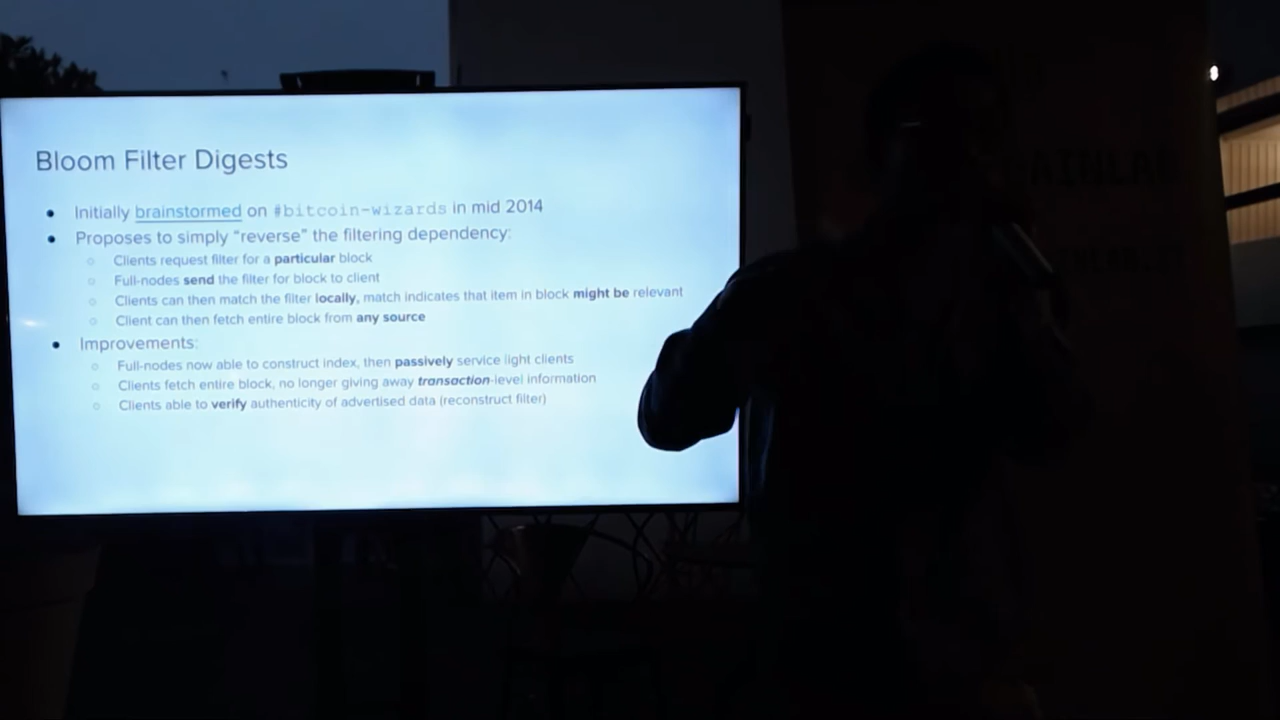 Bloom Filter Digests
● Initially brainstormed on #bitcoin-wizards in mid 2014
● Proposes to simply “reverse” the filtering dependency:
○ Clients request filter for a particular block
○ Full-nodes send the filter for block to client
○ Clients can then match the filter locally, match indicates that item in block might be relevant
○ Client can then fetch entire block from any source
● Improvements:
○ Full-nodes now able to construct index, then passively service light clients
○ Clients fetch entire block, no longer giving away transaction-level information
○ Clients able to verify authenticity of advertised data (reconstruct filter)